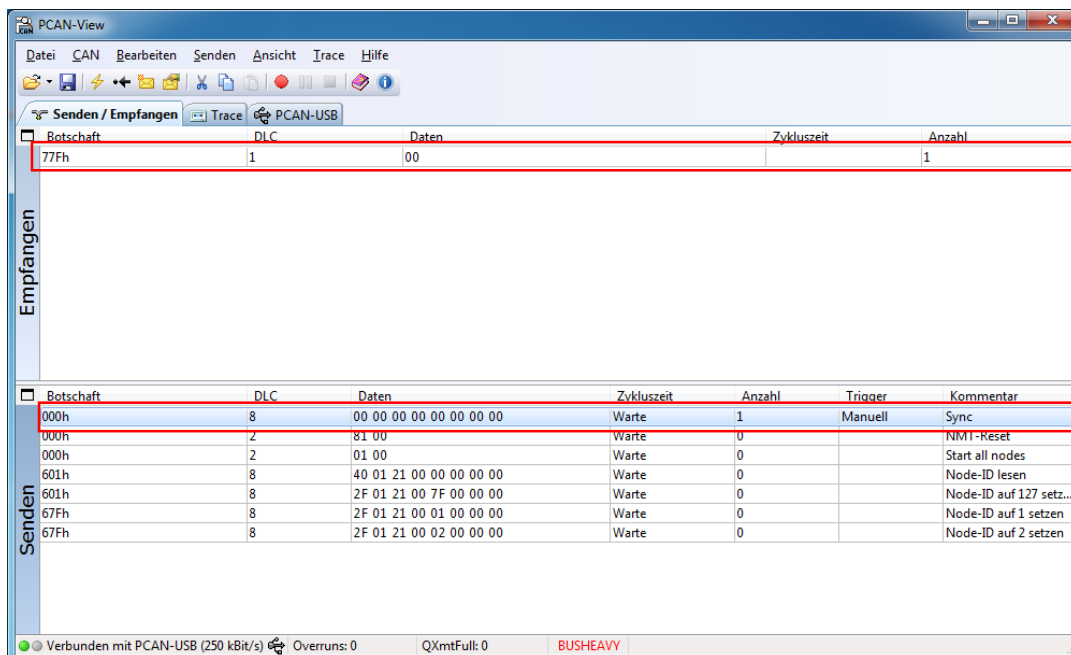 PCAN-View
Datei CAN Bearbeiten Senden Ansicht Trace Hilfe
Senden / Empfangen Trace PCAN-USB
Botschaft DLC Daten Zykluszeit Anzahl
77Fh 1 00 1
Empfangen
Botschaft DLC Daten Zykluszeit Anzahl Trigger Kommentar
000h 8 00 00 00 00 00 00 00 00 Warte 1 Manuell Sync
000h 2 81 00 Warte 0 NMT-Reset
000h 2 01 00 Warte 0 Start all nodes
601h 8 40 01 21 00 00 00 00 00 Warte 0 Node-ID lesen
601h 8 2F 01 21 00 7F 00 00 00 Warte 0 Node-ID auf 127 setz...
67Fh 8 2F 01 21 00 01 00 00 00 Warte 0 Node-ID auf 1 setzen
67Fh 8 2F 01 21 00 02 00 00 00 Warte 0 Node-ID auf 2 setzen
Senden
Verbunden mit PCAN-USB (250 kBit/s) Overruns: 0 QXmtFull: 0 BUSHEAVY